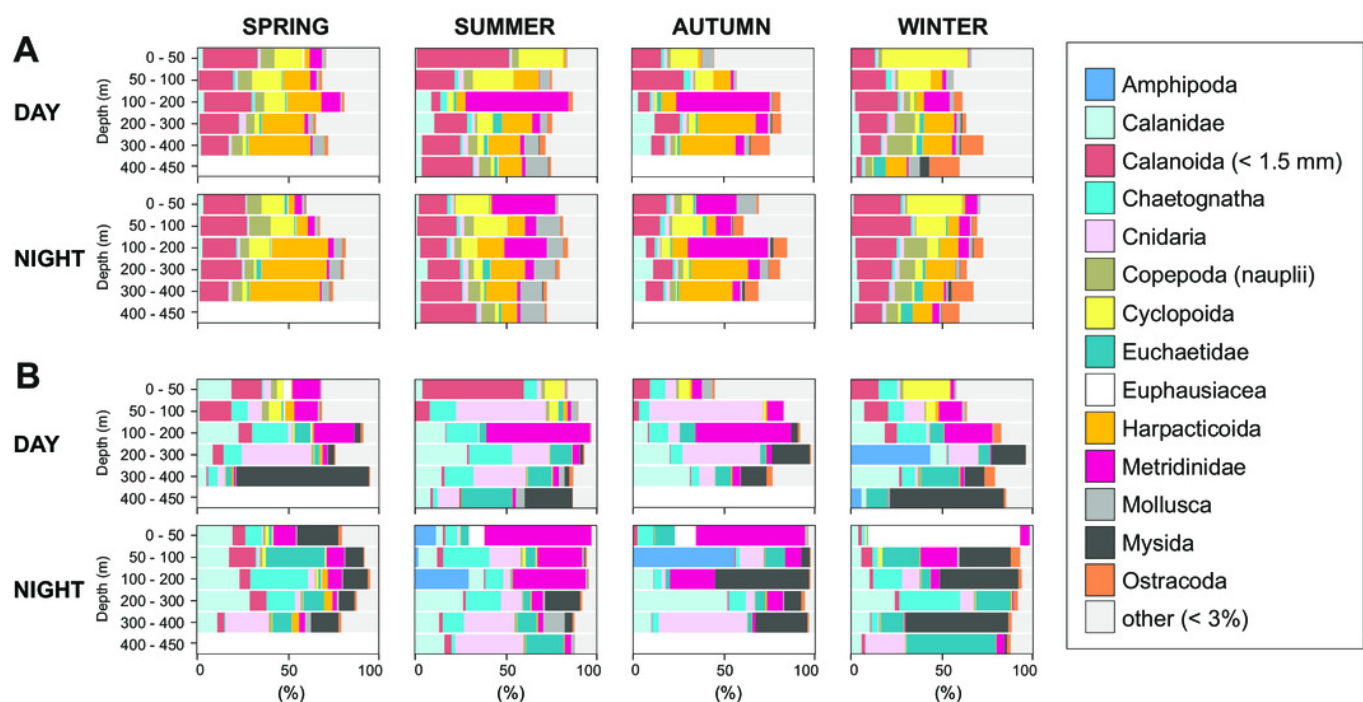 SPRING SUMMER AUTUMN WINTER
A
DAY
Depth (m)
0 - 50
50 - 100
100 - 200
200 - 300
300 - 400
400 - 450
NIGHT
Depth (m)
0 - 50
50 - 100
100 - 200
200 - 300
300 - 400
400 - 450
B
DAY
Depth (m)
0 - 50
50 - 100
100 - 200
200 - 300
300 - 400
400 - 450
NIGHT
Depth (m)
0 - 50
50 - 100
100 - 200
200 - 300
300 - 400
400 - 450
0 50 100 0 50 100 0 50 100 0 50 100
(%) (%) (%) (%)
Amphipoda
Calanidae
Calanoida (< 1.5 mm)
Chaetognatha
Cnidaria
Copepoda (nauplii)
Cyclopoida
Euchaetidae
Euphausiacea
Harpacticoida
Metridinidae
Mollusca
Mysida
Ostracoda
other (< 3%)